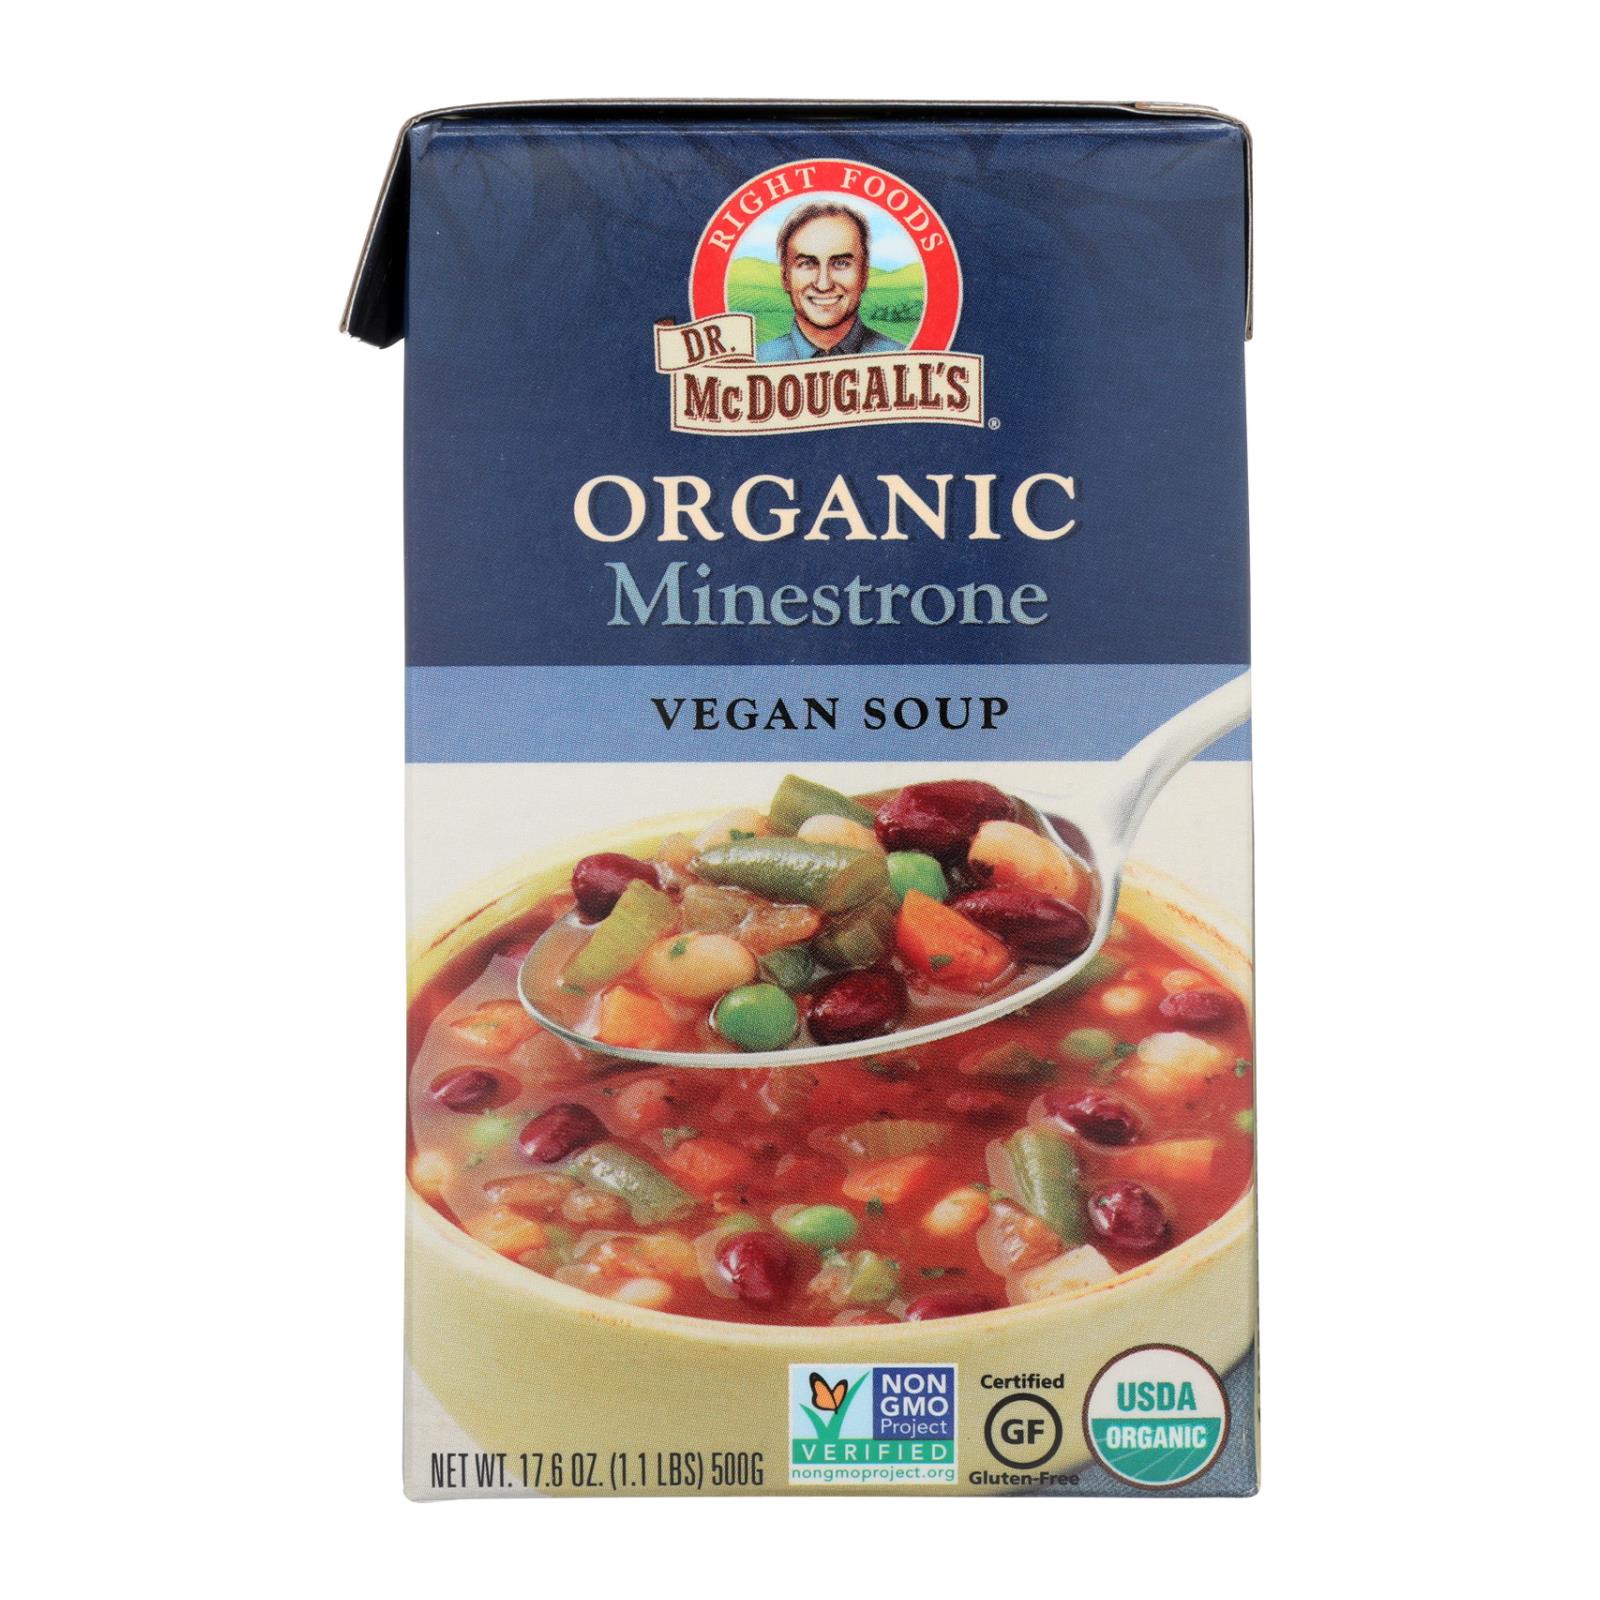 RIGHT FOODS
DR.
McDOUGALL'S
®
ORGANIC
Minestrone
VEGAN SOUP
NON
GMO
Project
VERIFIED
nongmoproject.org
Certified
GF
Gluten-Free
USDA
ORGANIC
NET WT. 17.6 OZ. (1.1 LBS) 500G